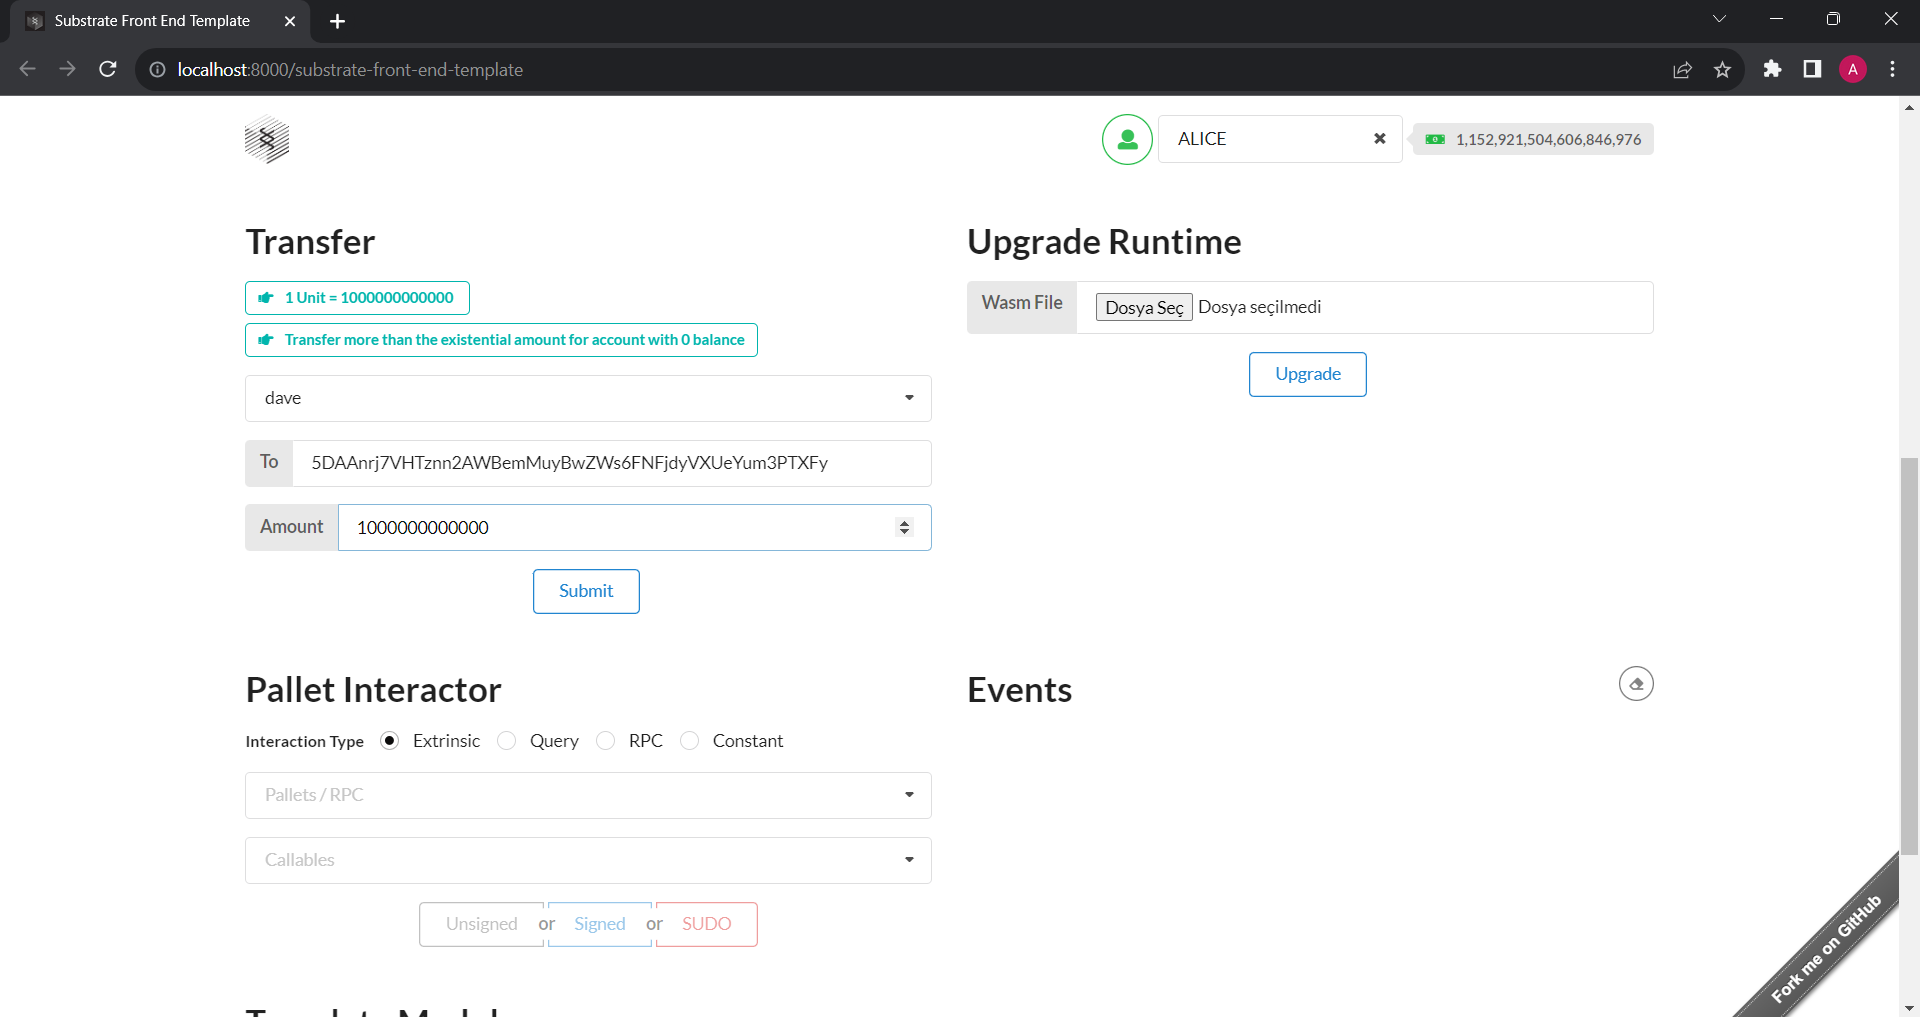 Substrate Front End Template
localhost:8000/substrate-front-end-template
A
ALICE
1,152,921,504,606,846,976
Transfer
1 Unit = 1000000000000
Transfer more than the existential amount for account with 0 balance
dave
To 5DAAnrj7VHTznn2AWBemMuyBwZWs6FNFjdyVXUeYum3PTXFy
Amount 1000000000000
Submit
Upgrade Runtime
Wasm File Dosya Seç Dosya seçilmedi
Upgrade
Pallet Interactor
Interaction Type Extrinsic Query RPC Constant
Pallets / RPC
Callables
Unsigned or Signed or SUDO
Events
Fork me on GitHub